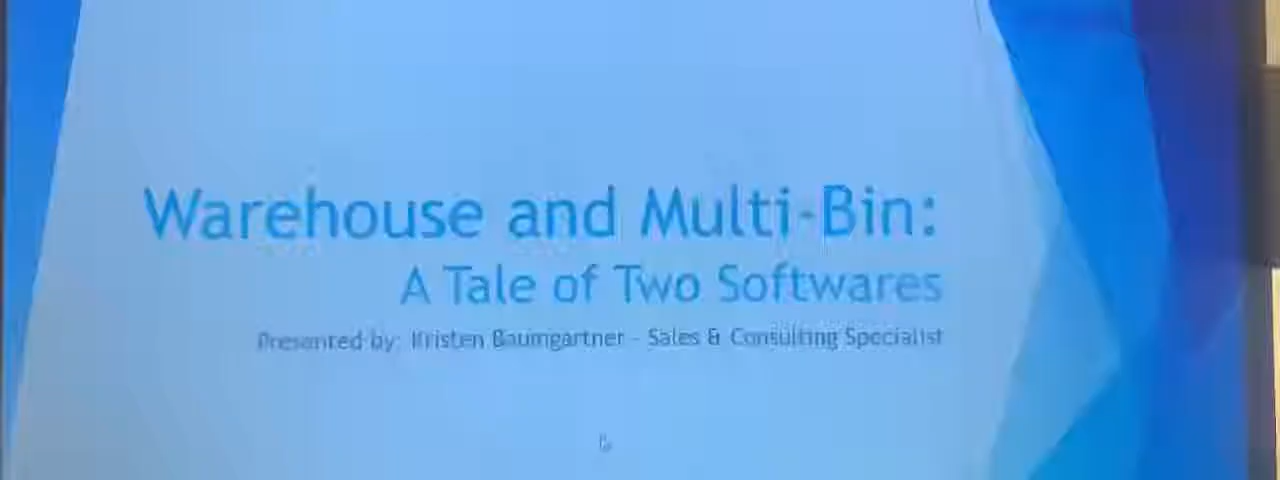 Warehouse and Multi-Bin:
A Tale of Two Softwares
Presented by: Kristen Baumgartner - Sales & Consulting Specialist